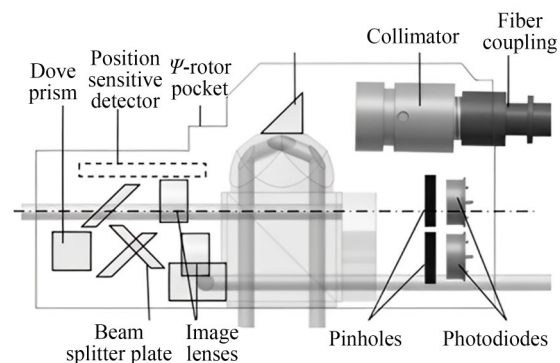 Collimator
Fiber
coupling
Position
sensitive
detector
Dove
prism
Ψ-rotor
pocket
Beam
splitter plate
Image
lenses
Pinholes
Photodiodes